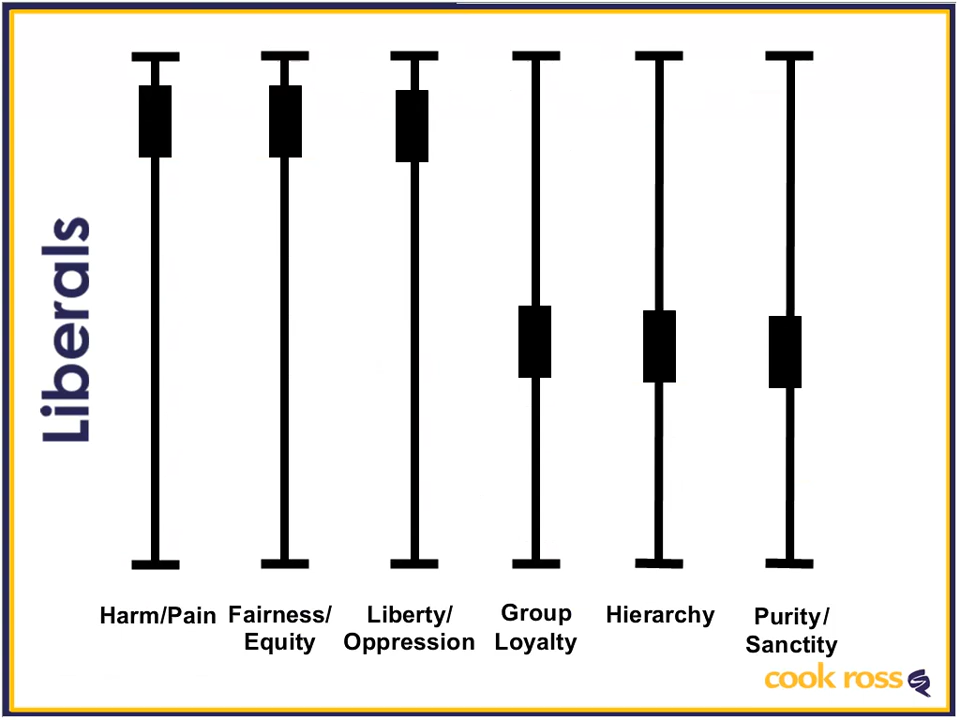 Liberals
Harm/Pain
Fairness/
Equity
Liberty/
Oppression
Group
Loyalty
Hierarchy
Purity/
Sanctity
cook ross